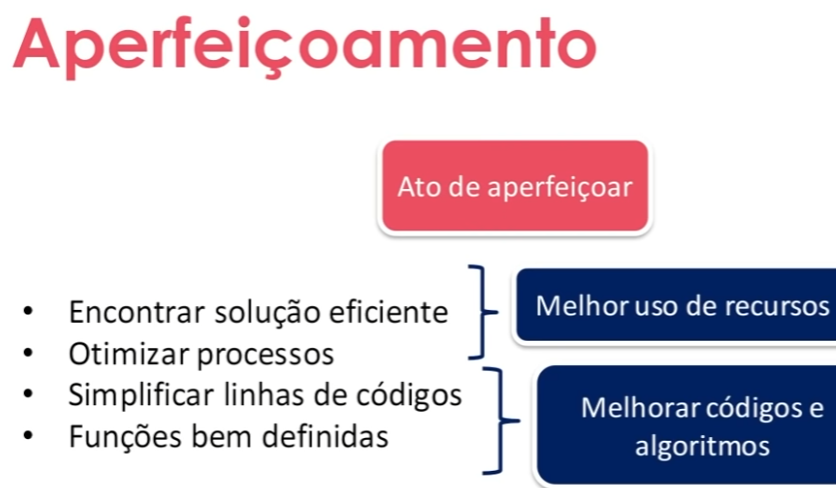 Aperfeiçoamento
Ato de aperfeiçoar
• Encontrar solução eficiente
• Otimizar processos
• Simplificar linhas de códigos
• Funções bem definidas
Melhor uso de recursos
Melhorar códigos e
algoritmos